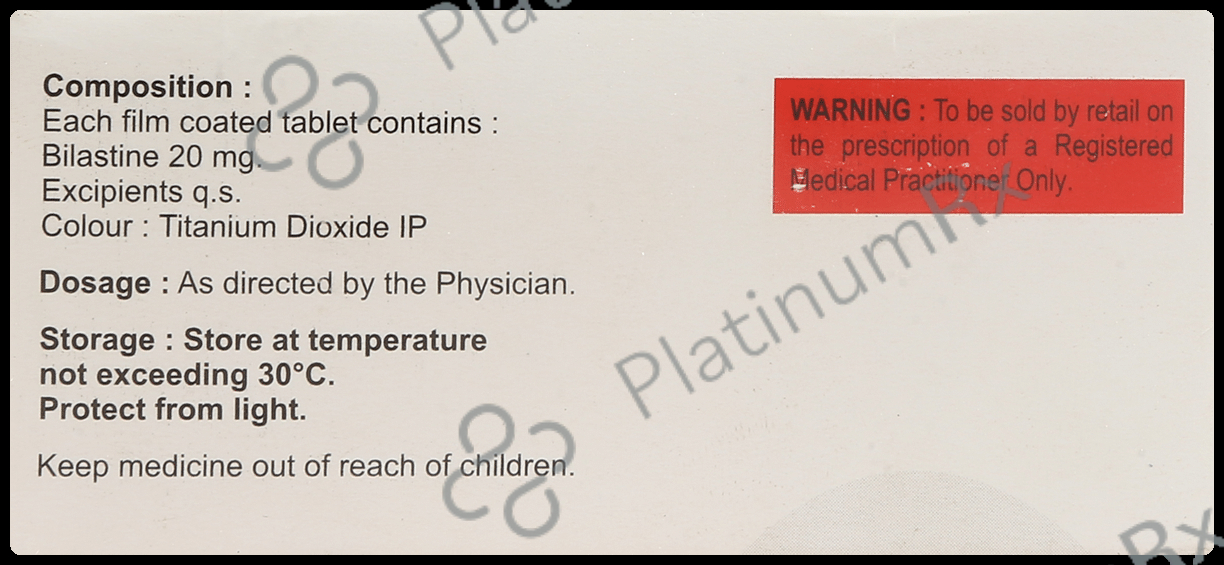 Composition :
Each film coated tablet contains :
Bilastine 20 mg.
Excipients q.s.
Colour : Titanium Dioxide IP
Dosage : As directed by the Physician.
Storage : Store at temperature
not exceeding 30°C.
Protect from light.
Keep medicine out of reach of children.
WARNING : To be sold by retail on
the prescription of a Registered
Medical Practitioner Only.
Pla
PlatinumRx
Rx